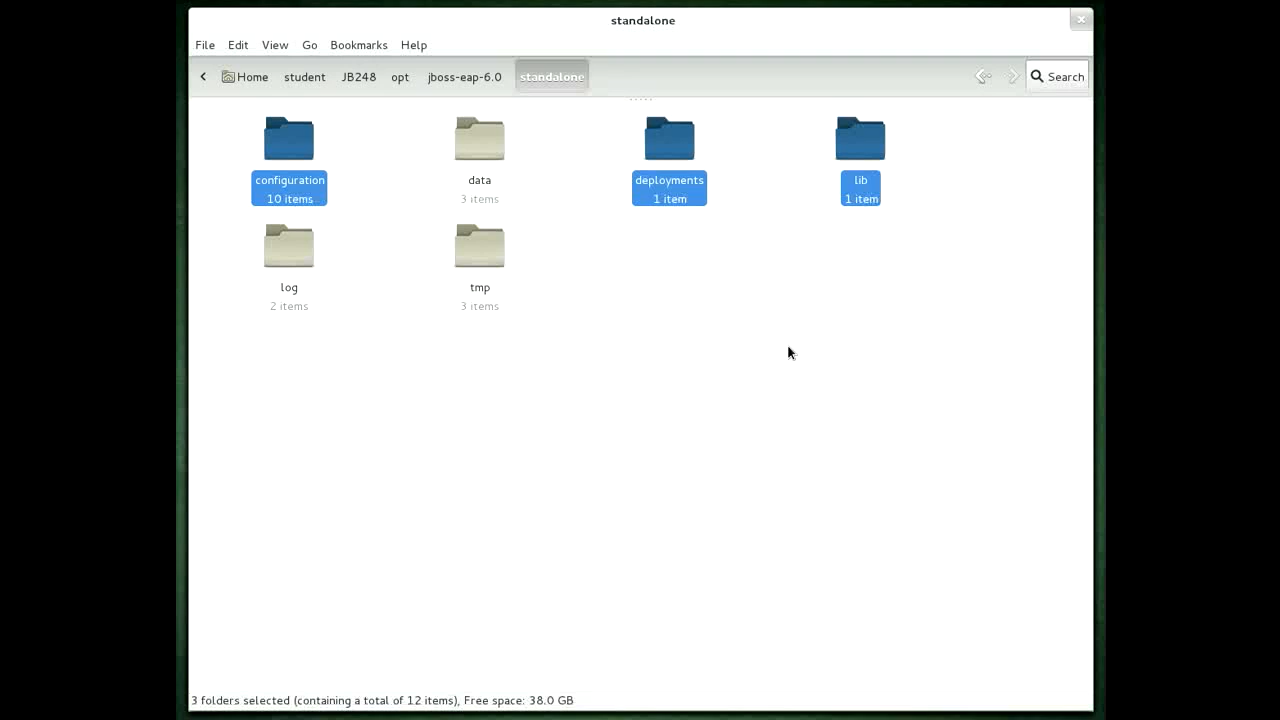 standalone
File Edit View Go Bookmarks Help
Home student JB248 opt jboss-eap-6.0 standalone Search
configuration data deployments lib
10 items 3 items 1 item 1 item
log tmp
2 items 3 items
3 folders selected (containing a total of 12 items), Free space: 38.0 GB